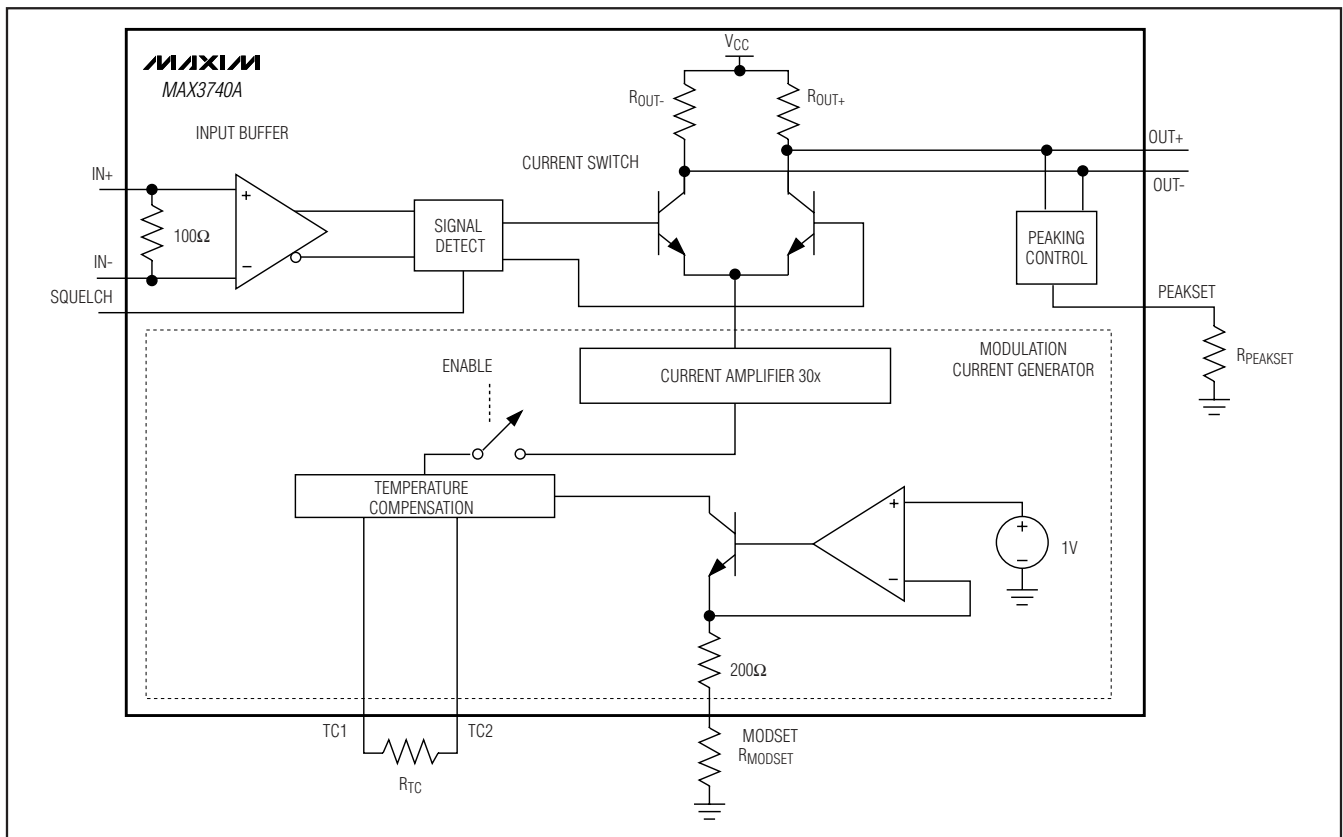 VCC
MAXIM
MAX3740A
ROUT-
ROUT+
INPUT BUFFER
OUT+
CURRENT SWITCH
IN+
OUT-
+
100Ω
SIGNAL
DETECT
PEAKING
CONTROL
−
IN-
SQUELCH
PEAKSET
MODULATION
CURRENT GENERATOR
RPEAKSET
ENABLE
CURRENT AMPLIFIER 30x
TEMPERATURE
COMPENSATION
+
+
1V
−
−
200Ω
TC1
TC2
MODSET
RMODSET
RTC